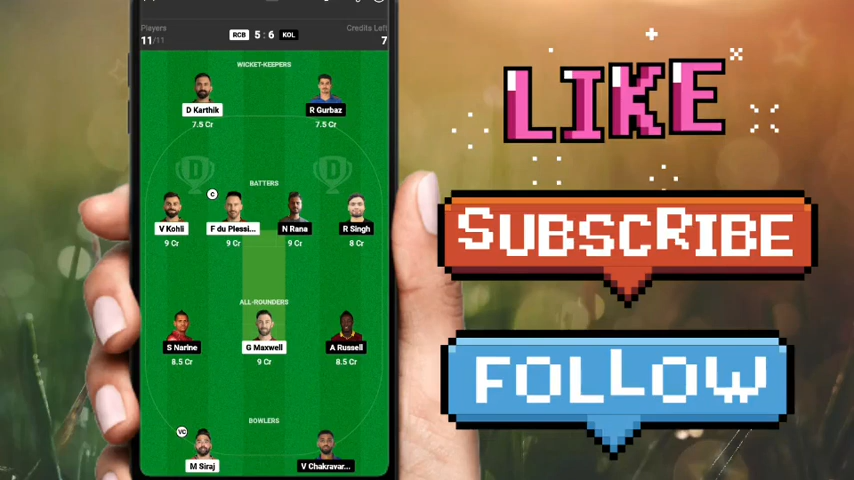 Players
Credits Left
11/11
RCB 5 : 6 KOL
7
WICKET-KEEPERS
D Karthik
R Gurbaz
7.5 Cr
7.5 Cr
D
D
BATTERS
C
V Kohli
F du Plessi...
N Rana
R Singh
9 Cr
9 Cr
9 Cr
8 Cr
ALL-ROUNDERS
S Narine
G Maxwell
A Russell
8.5 Cr
9 Cr
8.5 Cr
BOWLERS
VC
M Siraj
V Chakravar...
LIKE
SUBSCRIBE
FOLLOW